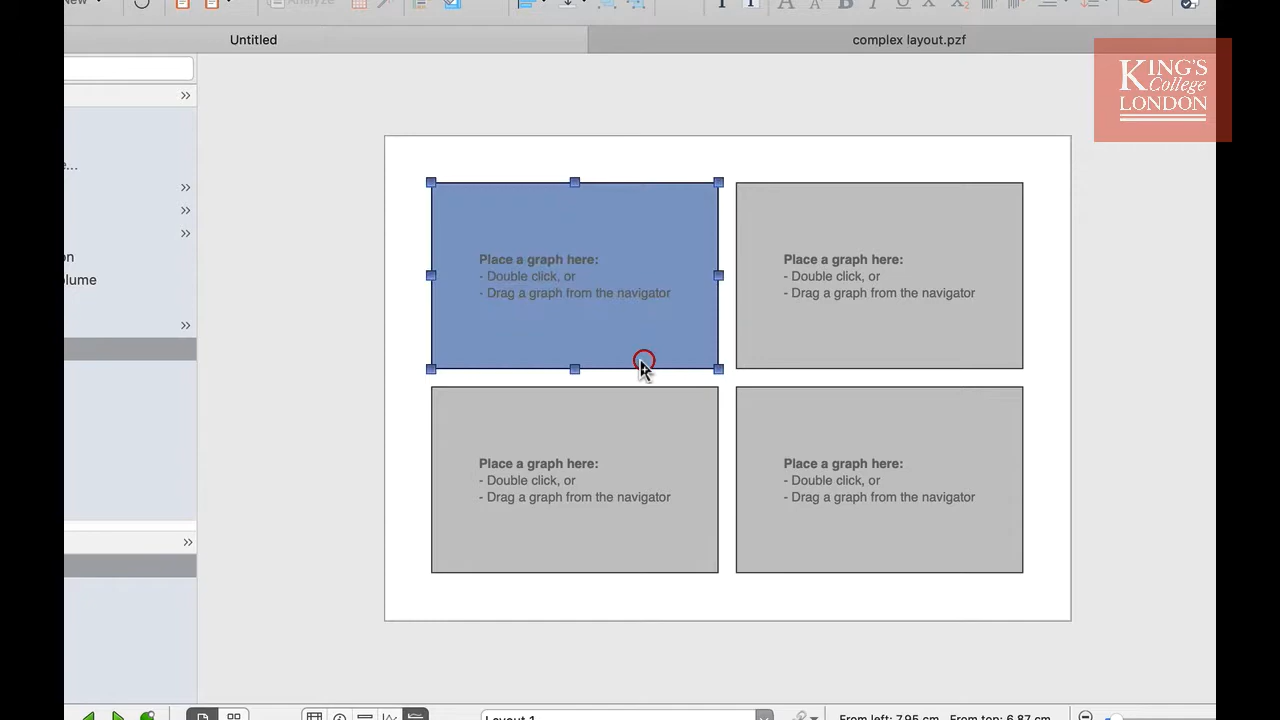 New
Analyze
Untitled
complex layout.pzf
KING'S
College
LONDON
e...
on
olume
Place a graph here:
- Double click, or
- Drag a graph from the navigator
Place a graph here:
- Double click, or
- Drag a graph from the navigator
Place a graph here:
- Double click, or
- Drag a graph from the navigator
Place a graph here:
- Double click, or
- Drag a graph from the navigator
Layout 1
From left: 7.95 cm From top: 6.87 cm